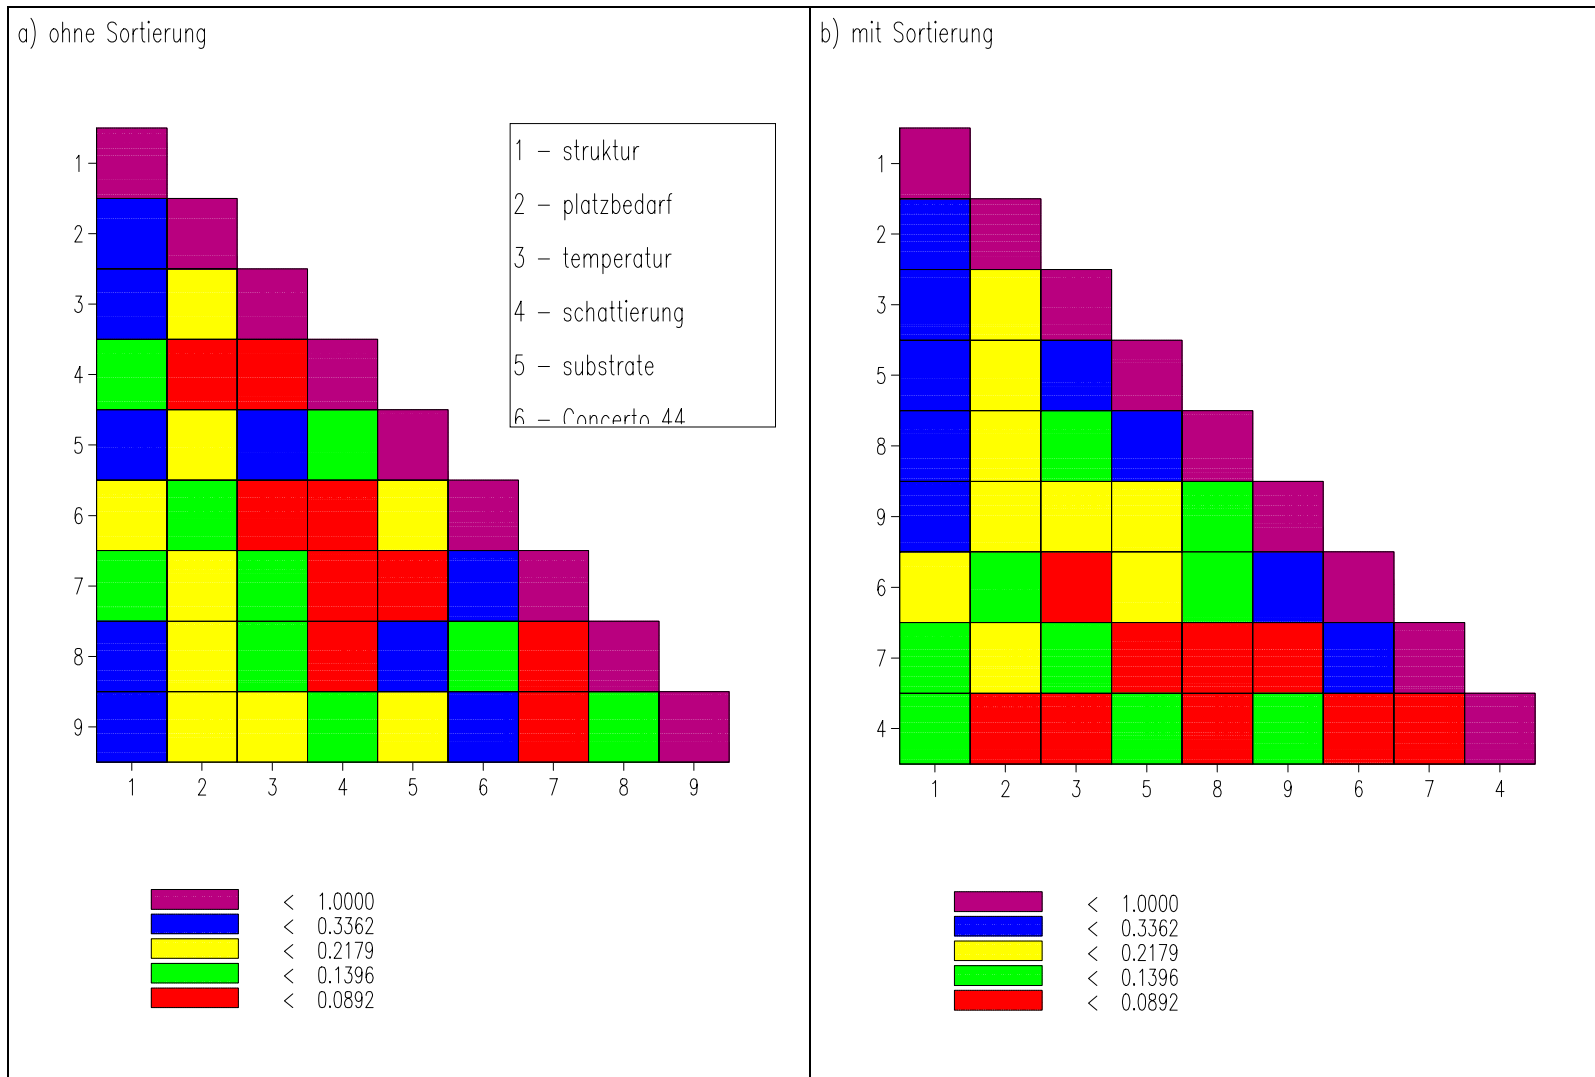 a) ohne Sortierung
1 – struktur
2 – platzbedarf
3 – temperatur
4 – schattierung
5 – substrate
6 – Concerto 44
1
2
3
4
5
6
7
8
9
1 2 3 4 5 6 7 8 9
< 1.0000
< 0.3362
< 0.2179
< 0.1396
< 0.0892
b) mit Sortierung
1
2
3
5
8
9
6
7
4
1 2 3 5 8 9 6 7 4
< 1.0000
< 0.3362
< 0.2179
< 0.1396
< 0.0892